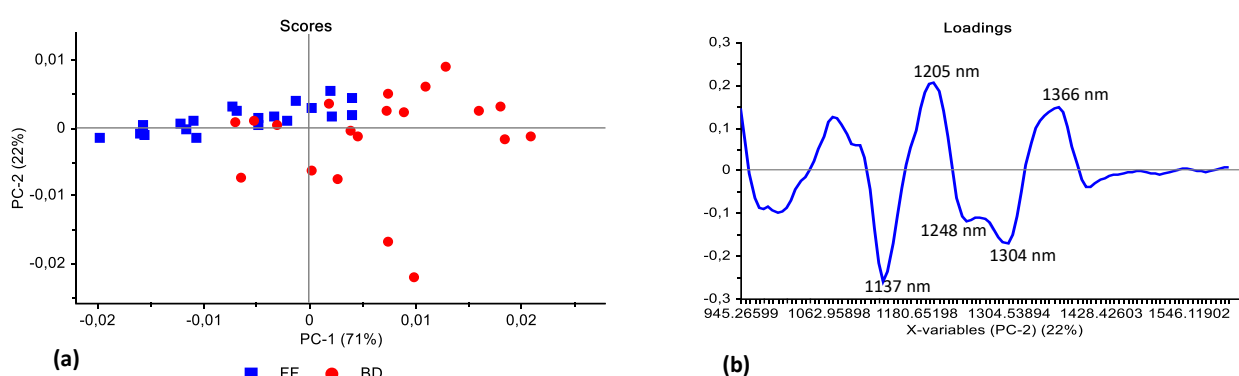 Scores
0,01
0
-0,01
-0,02
PC-2 (22%)
-0,02
-0,01
0
0,01
0,02
PC-1 (71%)
(a)
BD
Loadings
0,3
0,2
0,1
0
-0,1
-0,2
-0,3
1205 nm
1366 nm
1248 nm
1304 nm
1137 nm
945.26599
1062.95898
1180.65198
1304.53894
1428.42603
1546.11902
X-variables (PC-2) (22%)
(b)